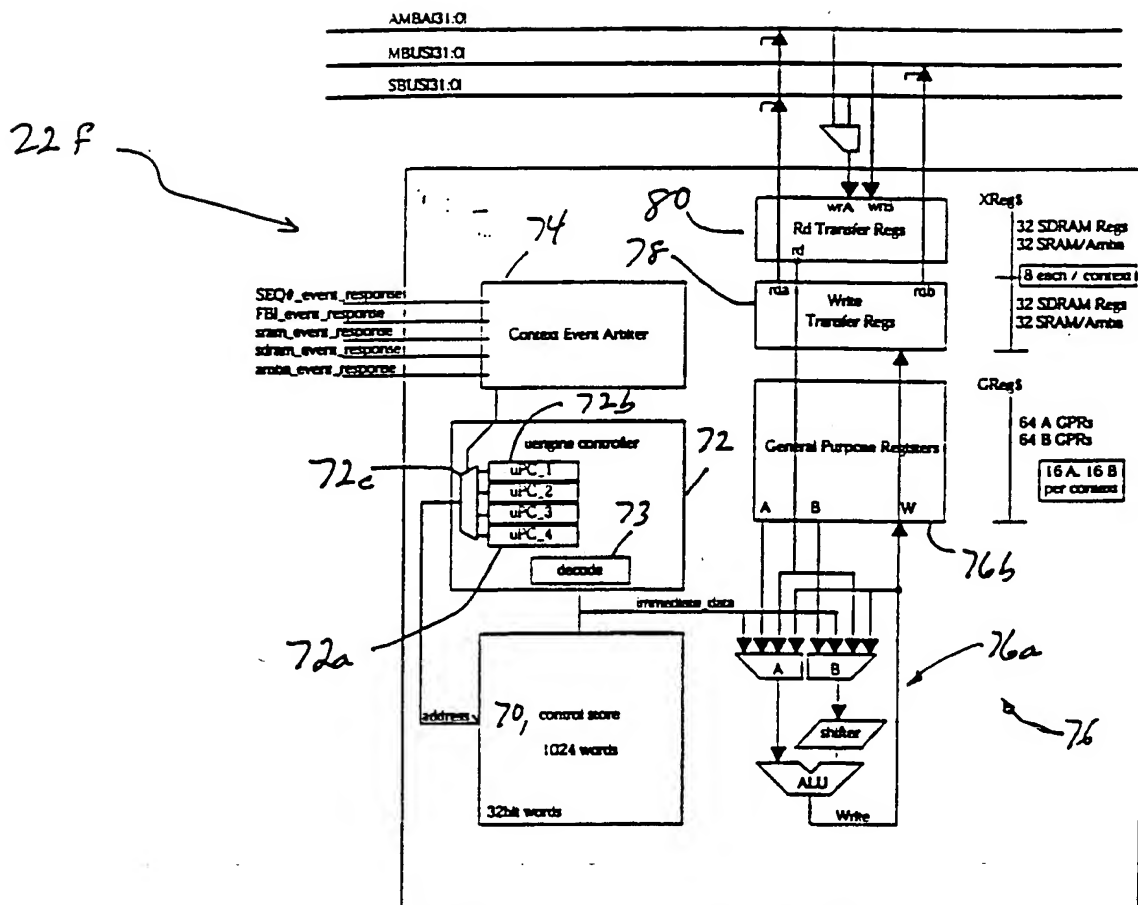 AMBA[31:0]
MBUS[31:0]
SBUS[31:0]
22f
80
wrA wrB
Rd Transfer Regs
rd
XReg$
32 SDRAM Regs
32 SRAM/Amba
8 each / context
74
78
rda rdb
Write
Transfer Regs
32 SDRAM Regs
32 SRAM/Amba
SEQ#_event_response
FBI_event_response
sram_event_response
sdram_event_response
amba_event_response
Context Event Arbiter
72b
GReg$
64 A GPRs
64 B GPRs
16 A, 16 B
per context
uengine controller
72
72c
uPC_1
uPC_2
uPC_3
uPC_4
73
decode
General Purpose Registers
A B W
76b
immediate_data
72a
A B
76a
76
address
70,
control store
1024 words
32bit words
shifter
ALU
Write